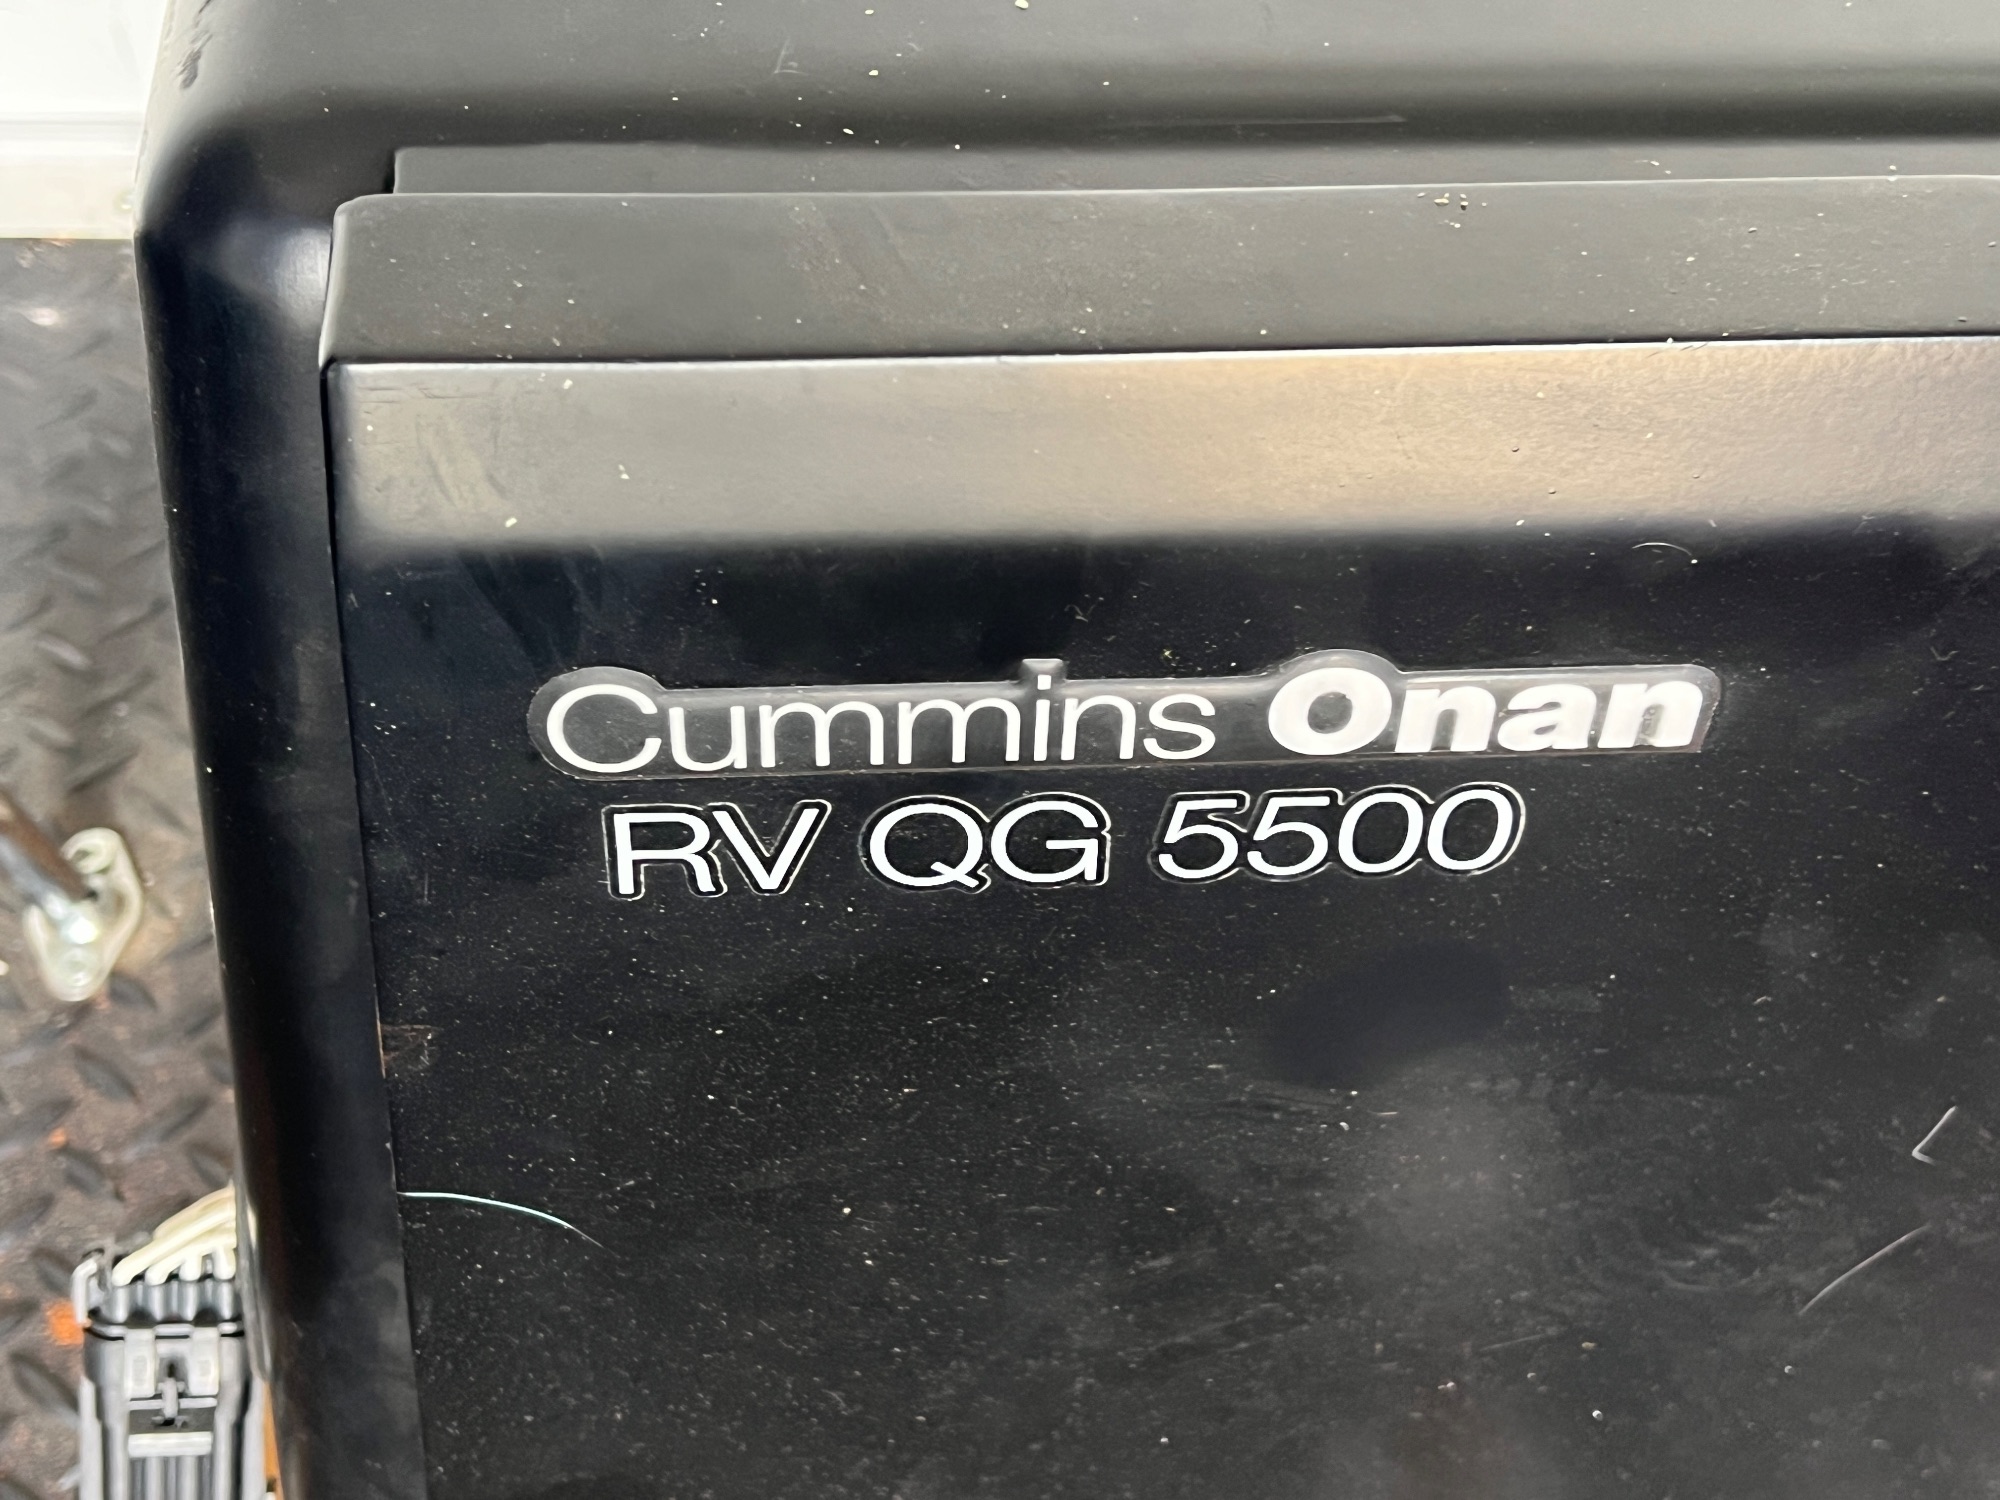 Cummins Onan
RV QG 5500